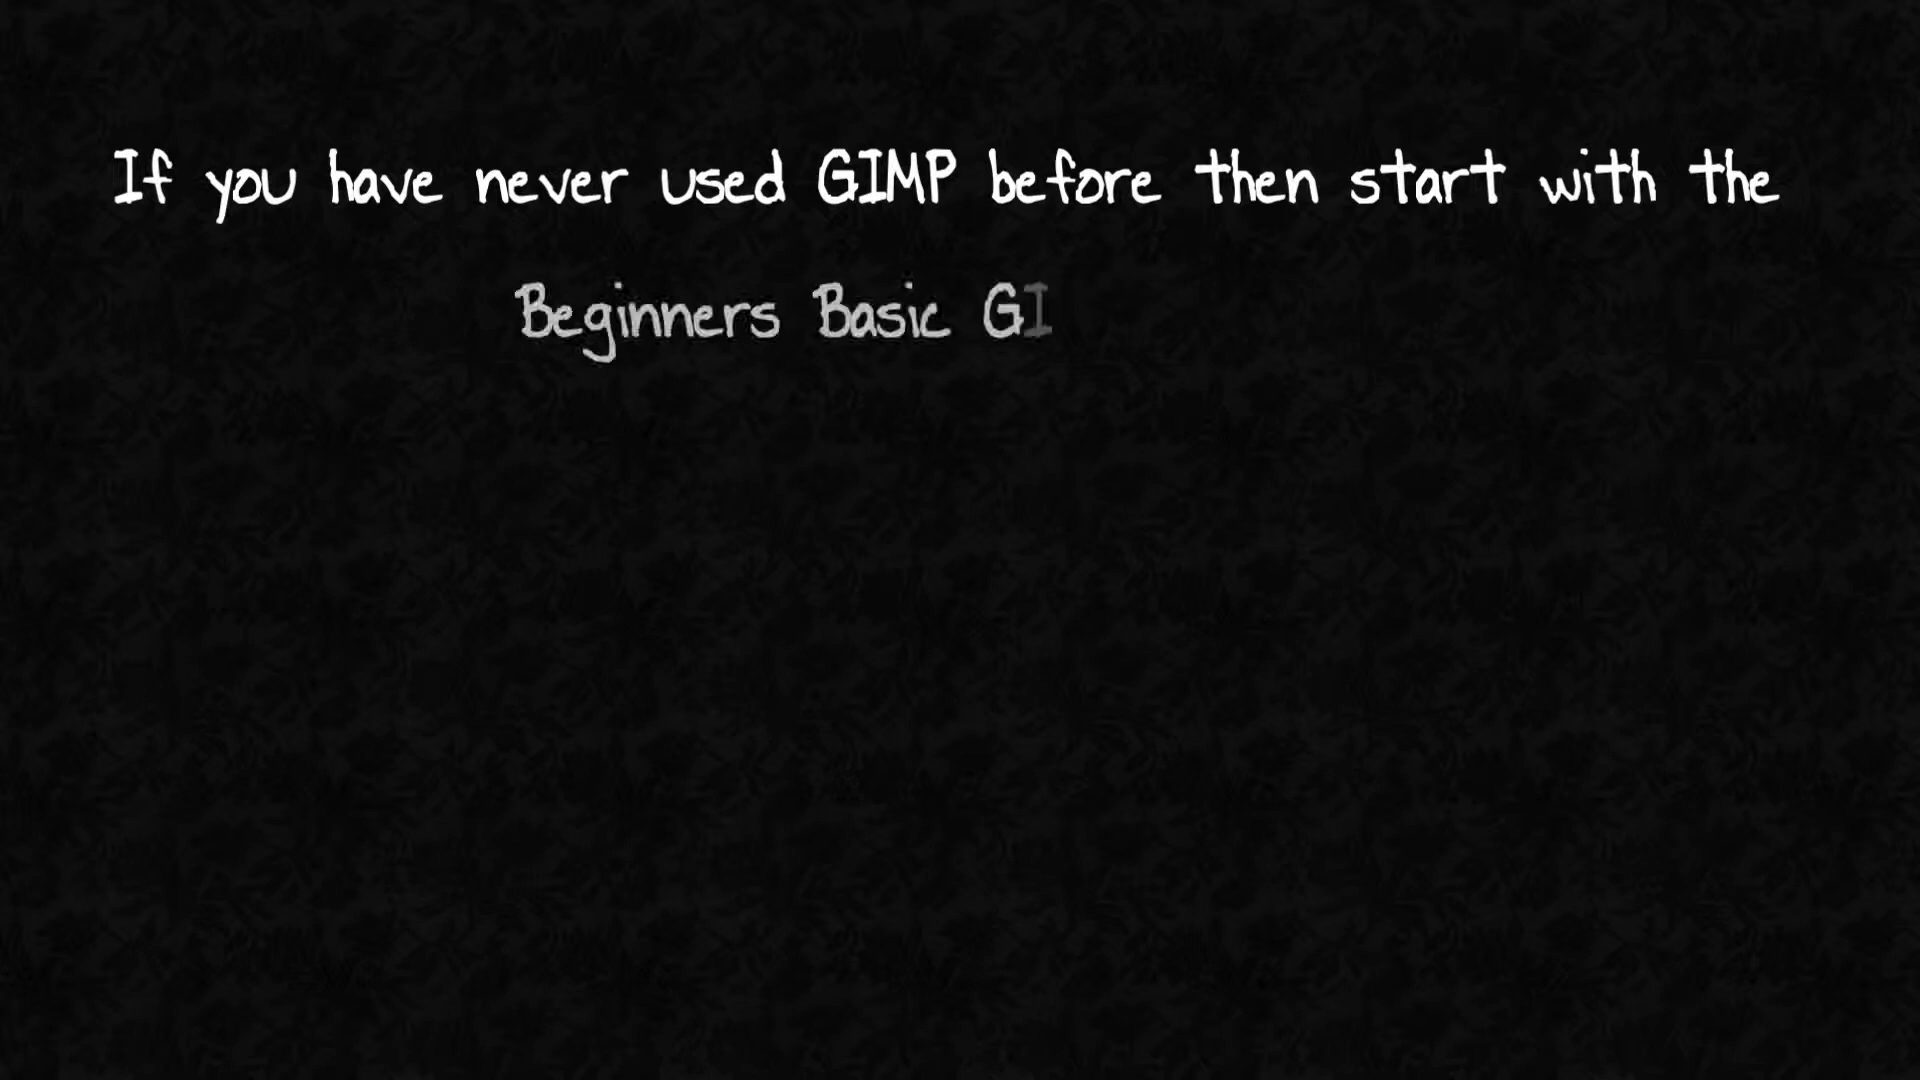 If you have never used GIMP before then start with the
Beginners Basic GI